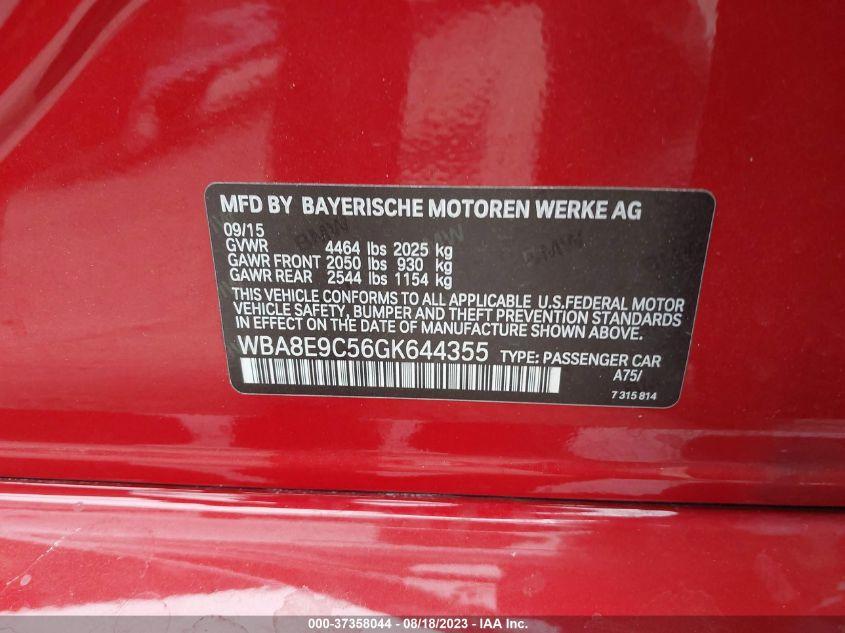 MFD BY BAYERISCHE MOTOREN WERKE AG
09/15
GVWR 4464 lbs 2025 kg
GAWR FRONT 2050 lbs 930 kg
GAWR REAR 2544 lbs 1154 kg
THIS VEHICLE CONFORMS TO ALL APPLICABLE U.S.FEDERAL MOTOR
VEHICLE SAFETY, BUMPER AND THEFT PREVENTION STANDARDS
IN EFFECT ON THE DATE OF MANUFACTURE SHOWN ABOVE.
WBA8E9C56GK644355 TYPE: PASSENGER CAR
A75/
7 315 814
000-37358044 - 08/18/2023 - IAA Inc.